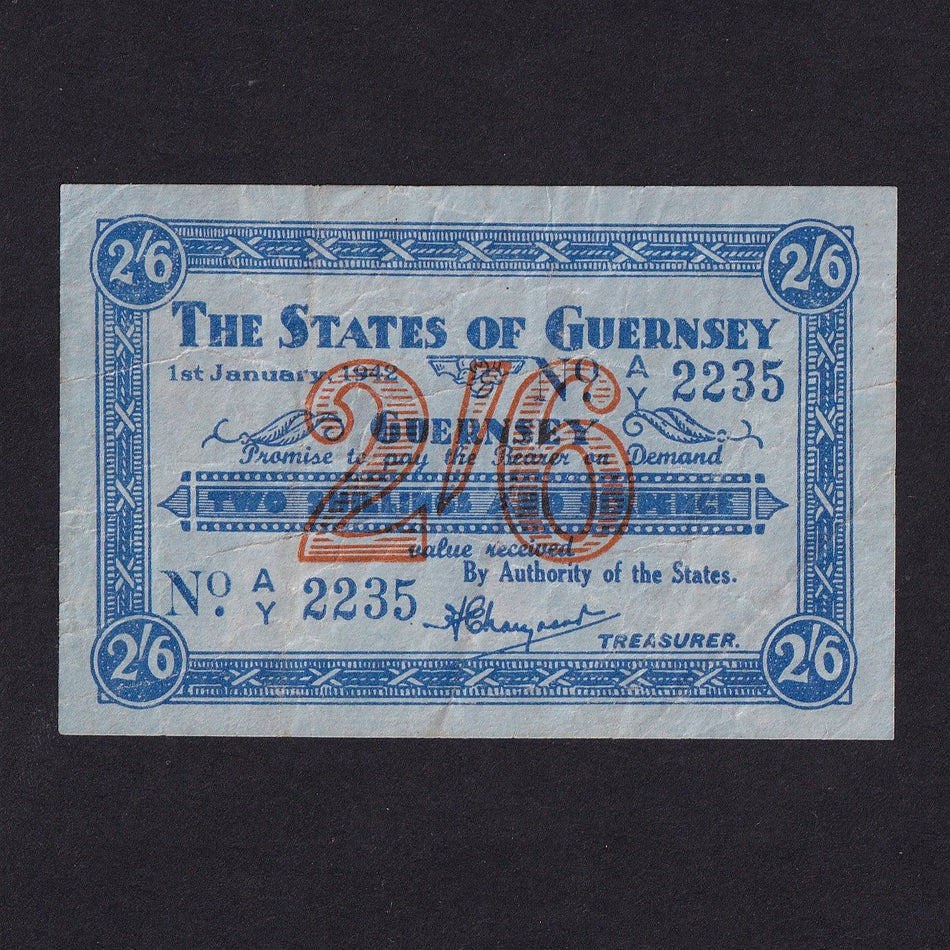 2/6 2/6
THE STATES OF GUERNSEY
1st January, 1942 No. A/Y 2235
2/6
GUERNSEY
Promise to pay the Bearer on Demand
TWO SHILLINGS AND SIXPENCE
value received
By Authority of the States.
No. A/Y 2235
TREASURER.
2/6 2/6